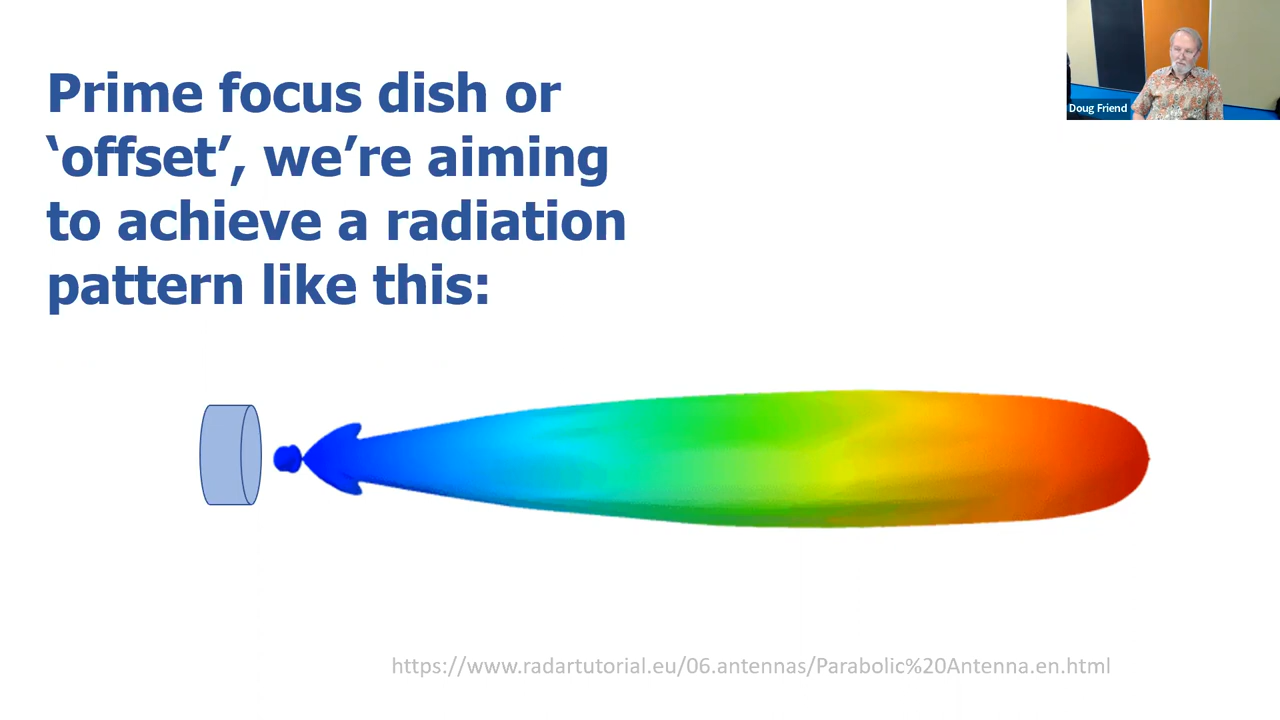 Prime focus dish or
‘offset’, we’re aiming
to achieve a radiation
pattern like this:
Doug Friend
https://www.radartutorial.eu/06.antennas/Parabolic%20Antenna.en.html